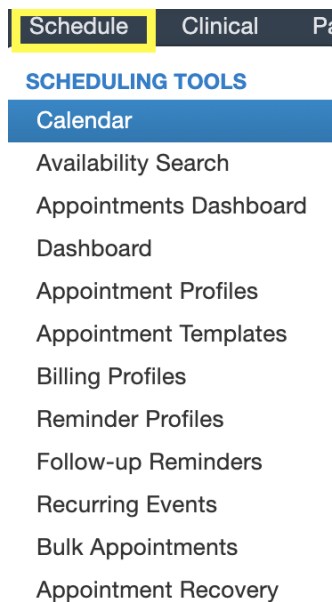 Schedule Clinical
SCHEDULING TOOLS
Calendar
Availability Search
Appointments Dashboard
Dashboard
Appointment Profiles
Appointment Templates
Billing Profiles
Reminder Profiles
Follow-up Reminders
Recurring Events
Bulk Appointments
Appointment Recovery